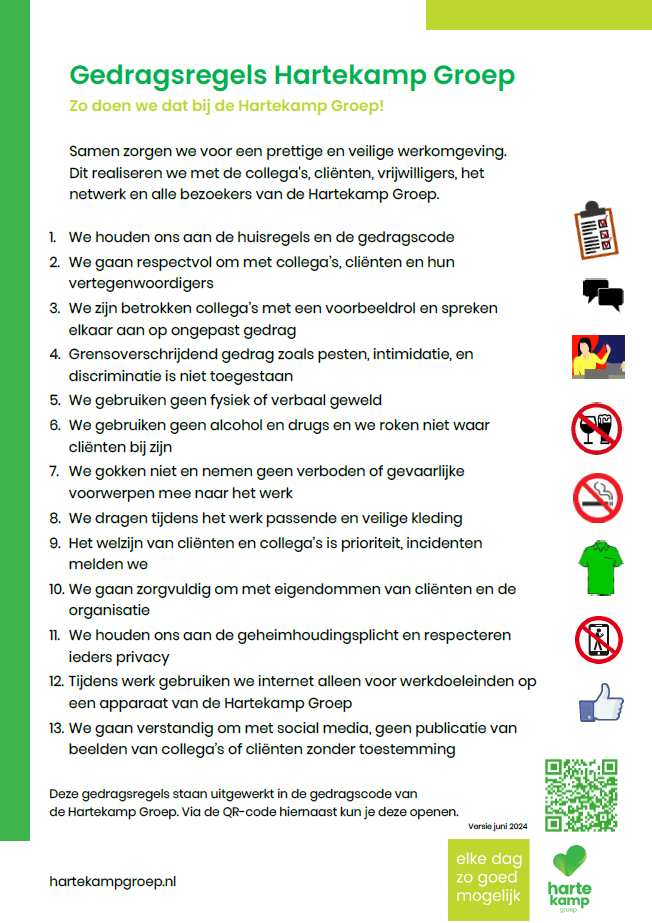 Gedragsregels Hartekamp Groep
Zo doen we dat bij de Hartekamp Groep!
Samen zorgen we voor een prettige en veilige werkomgeving.
Dit realiseren we met de collega's, cliënten, vrijwilligers, het
netwerk en alle bezoekers van de Hartekamp Groep.
1. We houden ons aan de huisregels en de gedragscode
2. We gaan respectvol om met collega's, cliënten en hun
vertegenwoordigers
3. We zijn betrokken collega's met een voorbeeldrol en spreken
elkaar aan op ongepast gedrag
4. Grensoverschrijdend gedrag zoals pesten, intimidatie, en
discriminatie is niet toegestaan
5. We gebruiken geen fysiek of verbaal geweld
6. We gebruiken geen alcohol en drugs en we roken niet waar
cliënten bij zijn
7. We gokken niet en nemen geen verboden of gevaarlijke
voorwerpen mee naar het werk
8. We dragen tijdens het werk passende en veilige kleding
9. Het welzijn van cliënten en collega's is prioriteit, incidenten
melden we
10. We gaan zorgvuldig om met eigendommen van cliënten en de
organisatie
11. We houden ons aan de geheimhoudingsplicht en respecteren
ieders privacy
12. Tijdens werk gebruiken we internet alleen voor werkdoeleinden op
een apparaat van de Hartekamp Groep
13. We gaan verstandig om met social media, geen publicatie van
beelden van collega's of cliënten zonder toestemming
Deze gedragsregels staan uitgewerkt in de gedragscode van
de Hartekamp Groep. Via de QR-code hiernaast kun je deze openen.
Versie juni 2024
elke dag
zo goed
mogelijk
harte
kamp
groep
hartekampgroep.nl